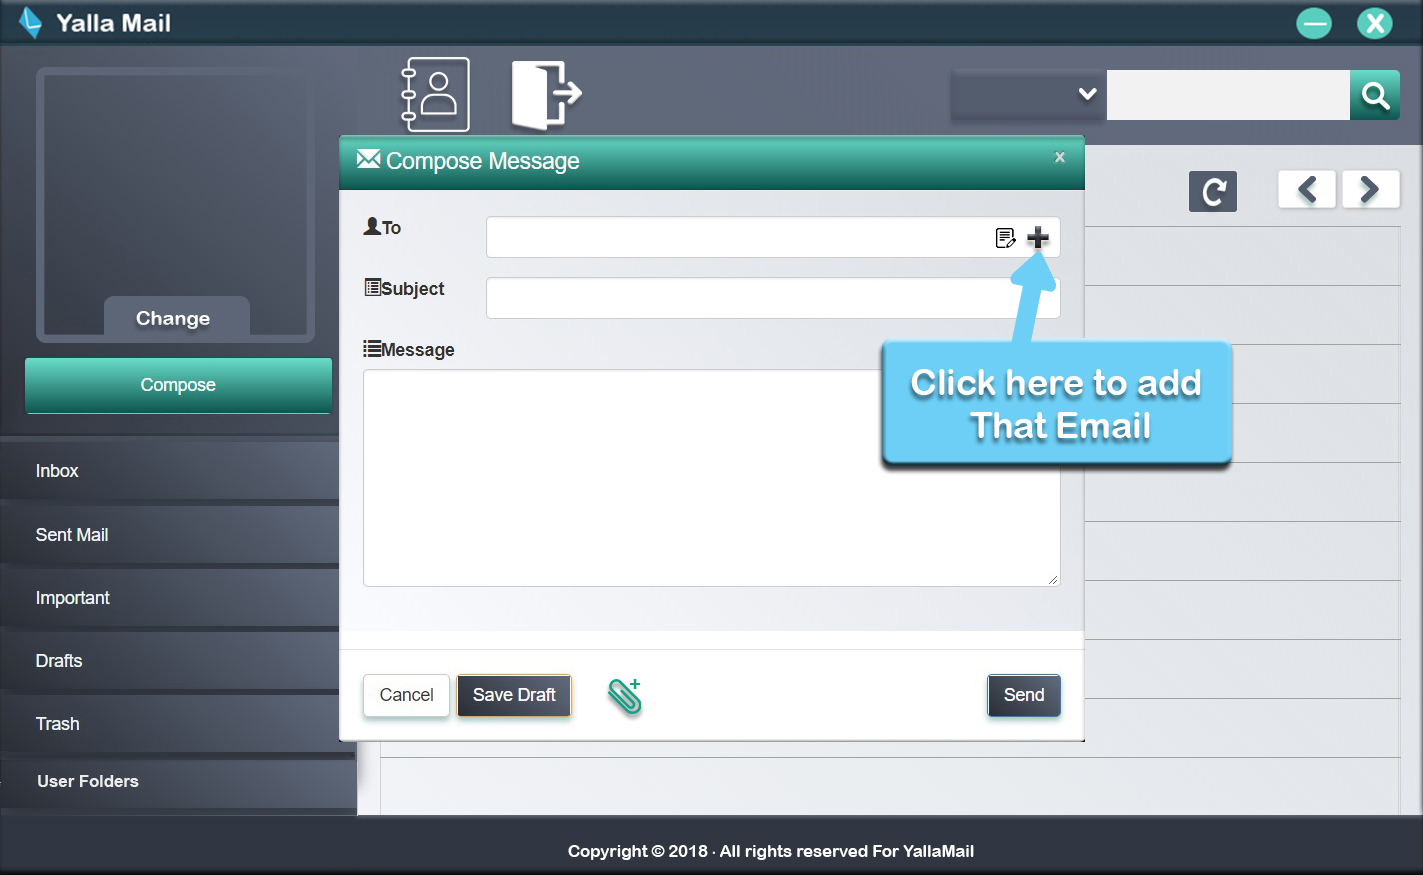 Yalla Mail
Change
Compose
Inbox
Sent Mail
Important
Drafts
Trash
User Folders
Compose Message
x
To
Subject
Message
Click here to add
That Email
Cancel
Save Draft
Send
Copyright © 2018 · All rights reserved For YallaMail